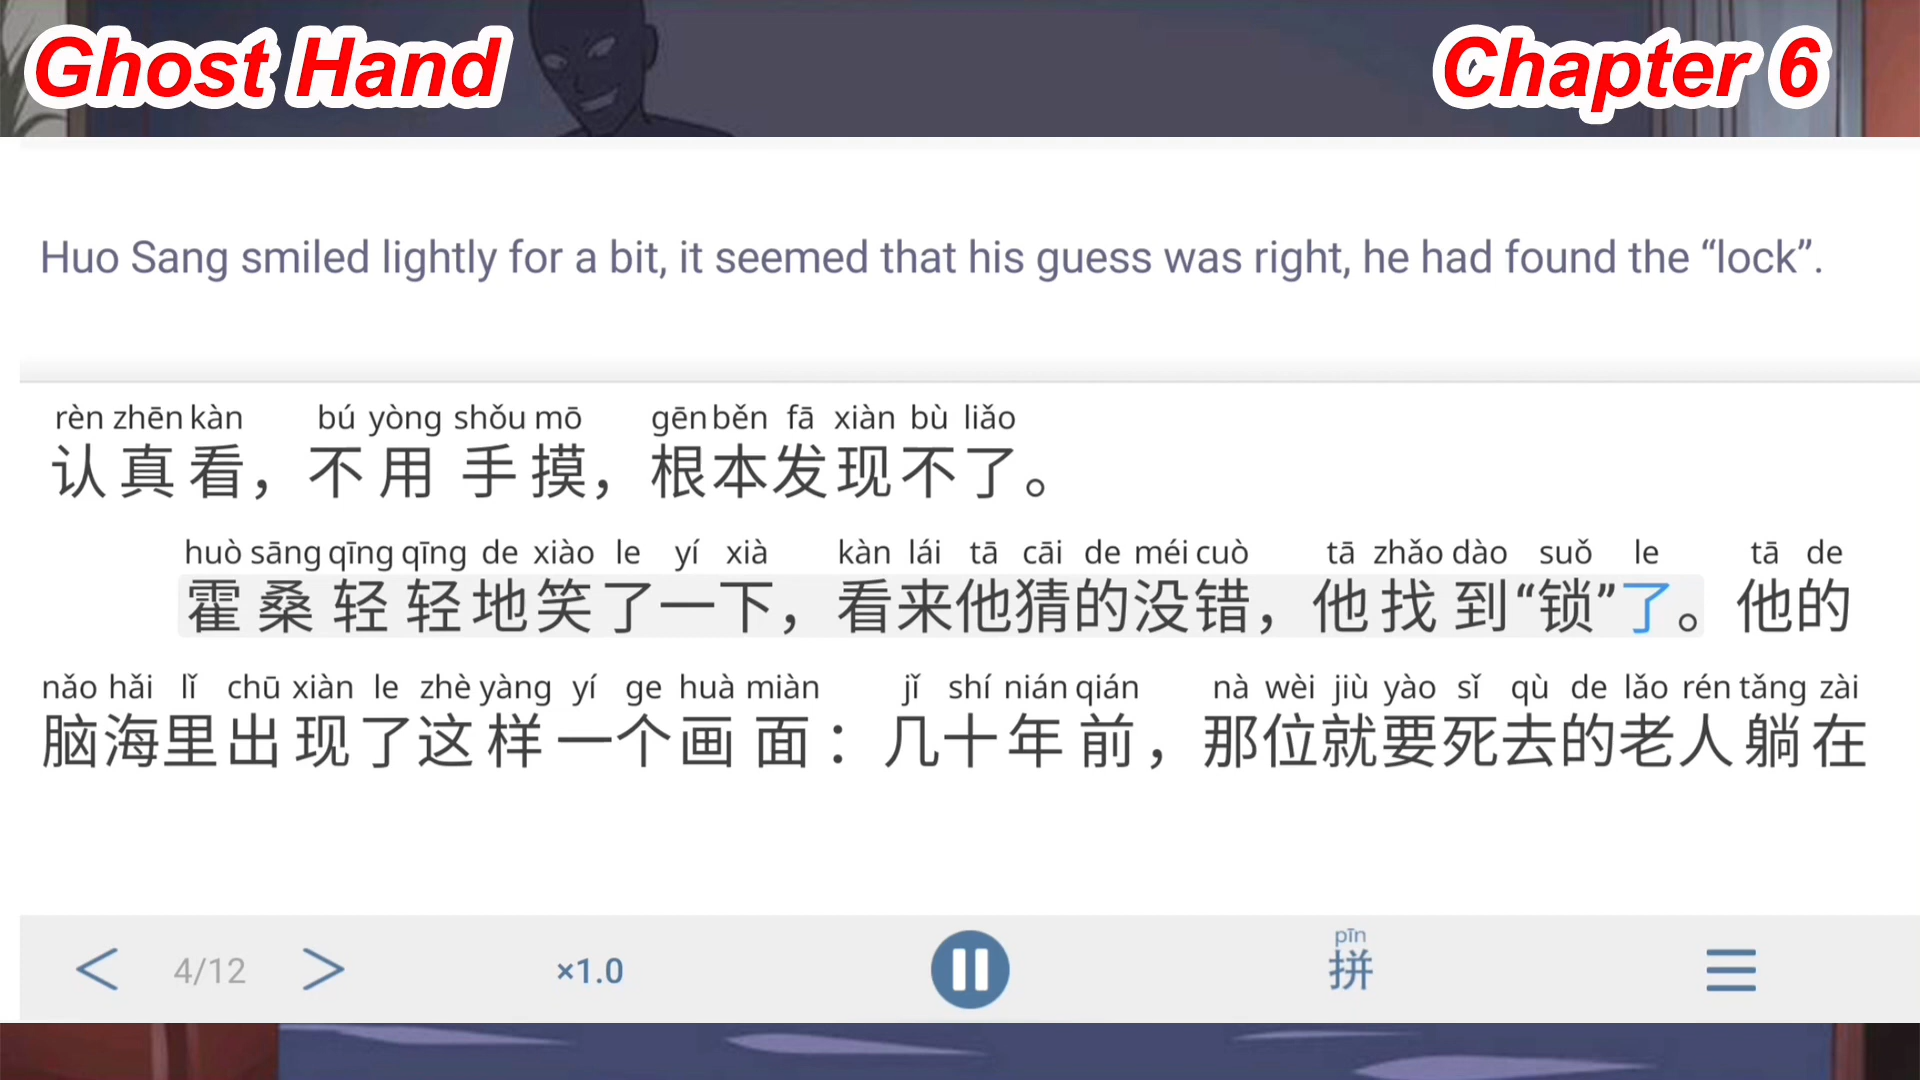 Ghost Hand
Chapter 6
Huo Sang smiled lightly for a bit, it seemed that his guess was right, he had found the “lock”.
rèn zhēn kàn bú yòng shǒu mō gēn běn fā xiàn bù liǎo
认真看，不用手摸，根本发现不了。
huò sāng qīng qīng de xiào le yí xià kàn lái tā cāi de méi cuò tā zhǎo dào suǒ le tā de
霍桑轻轻地笑了一下，看来他猜的没错，他找到“锁”了。他的
nǎo hǎi lǐ chū xiàn le zhè yàng yí ge huà miàn jǐ shí nián qián nà wèi jiù yào sǐ qù de lǎo rén tǎng zài
脑海里出现了这样一个画面：几十年前，那位就要死去的老人躺在
< 4/12 > ×1.0
pīn
拼